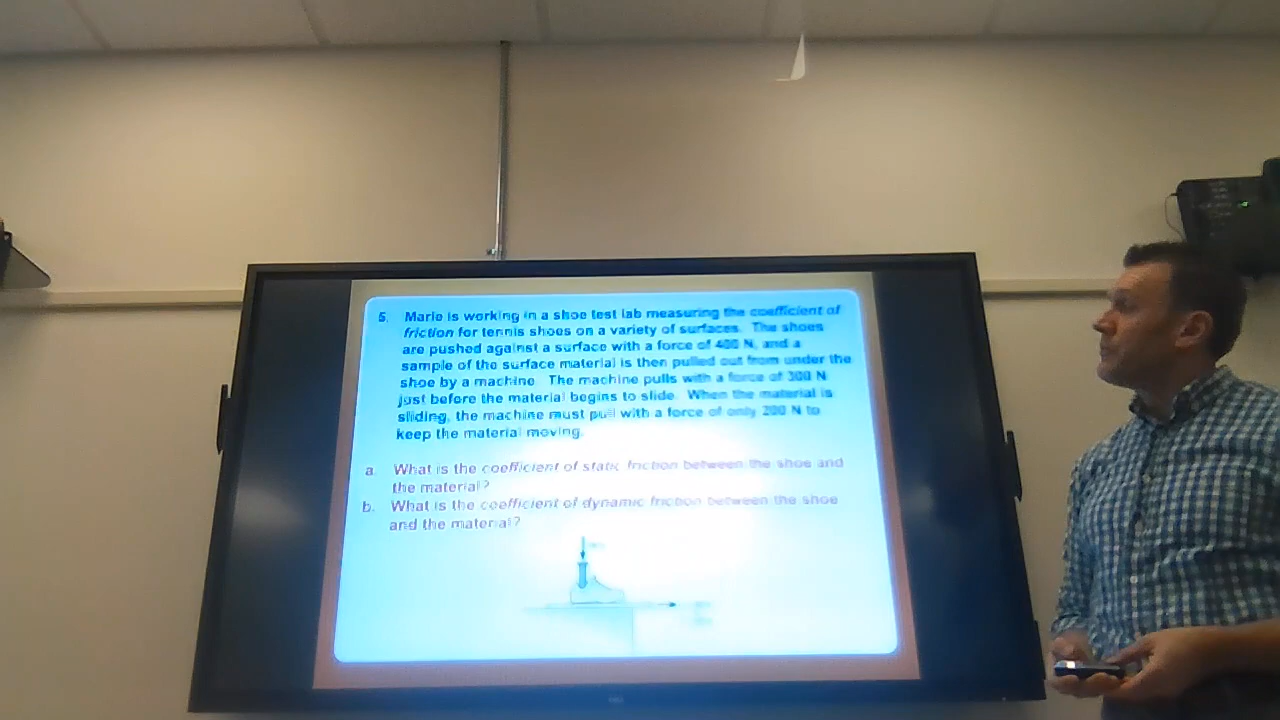 5. Marie is working in a shoe test lab measuring the coefficient of
friction for tennis shoes on a variety of surfaces. The shoes
are pushed against a surface with a force of 400 N, and a
sample of the surface material is then pulled out from under the
shoe by a machine. The machine pulls with a force of 300 N
just before the material begins to slide. When the material is
sliding, the machine must pull with a force of only 200 N to
keep the material moving.
a. What is the coefficient of static friction between the shoe and
the material?
b. What is the coefficient of dynamic friction between the shoe
and the material?